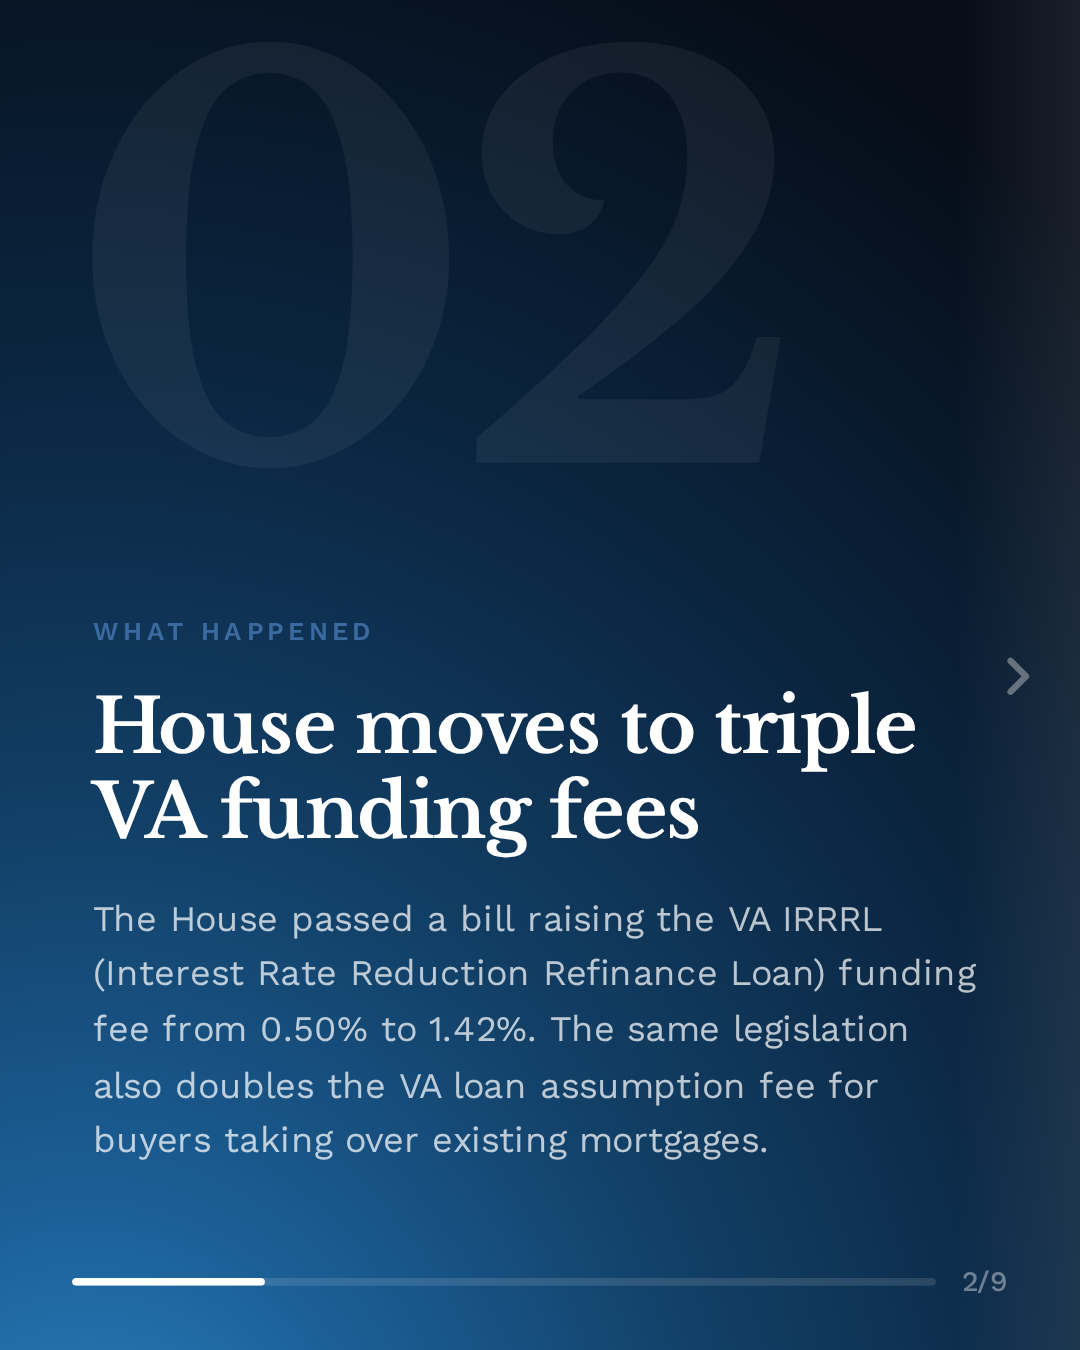 02
WHAT HAPPENED
House moves to triple
VA funding fees
The House passed a bill raising the VA IRRRL
(Interest Rate Reduction Refinance Loan) funding
fee from 0.50% to 1.42%. The same legislation
also doubles the VA loan assumption fee for
buyers taking over existing mortgages.
2/9